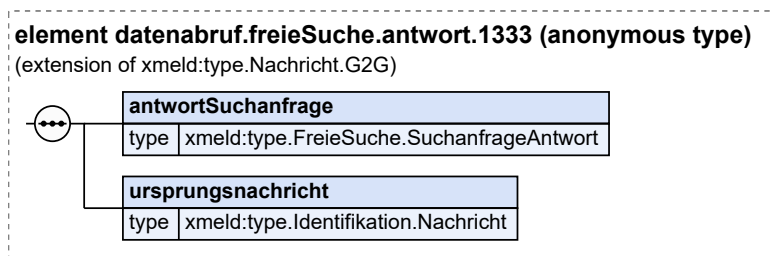 element datenabruf.freieSuche.antwort.1333 (anonymous type)
(extension of xmeld:type.Nachricht.G2G)
antwortSuchanfrage
type xmeld:type.FreieSuche.SuchanfrageAntwort
ursprungsnachricht
type xmeld:type.Identifikation.Nachricht